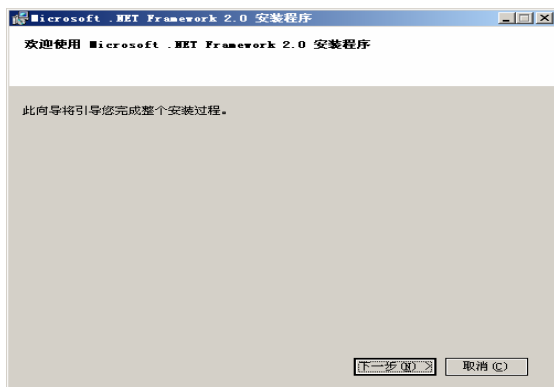 Microsoft .NET Framework 2.0 安装程序
欢迎使用 Microsoft .NET Framework 2.0 安装程序
此向导将引导您完成整个安装过程。
下一步(N) > 取消(C)